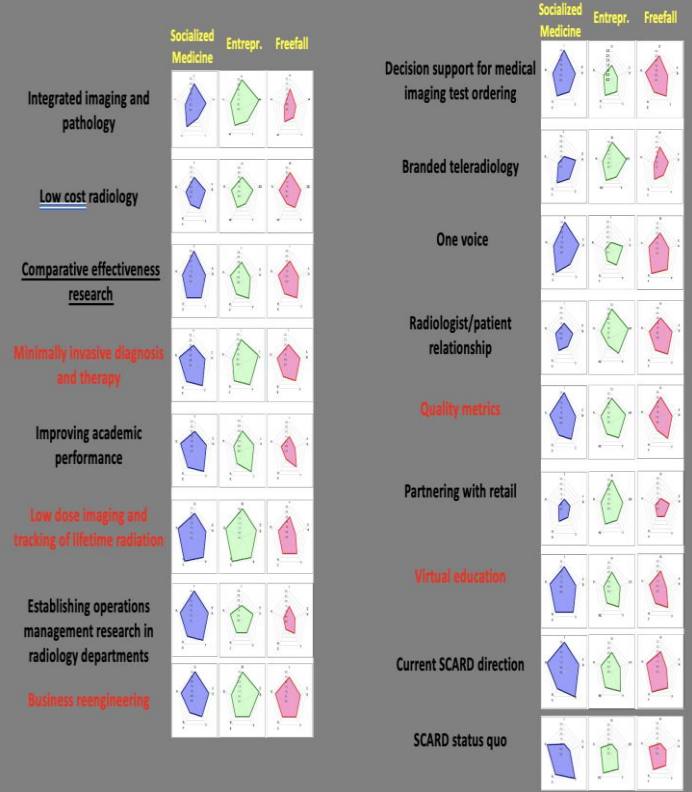 Socialized
Medicine
Entrepr.
Freefall
Integrated imaging and
pathology
Low cost radiology
Comparative effectiveness
research
Minimally invasive diagnosis
and therapy
Improving academic
performance
Low dose imaging and
tracking of lifetime radiation
Establishing operations
management research in
radiology departments
Business reengineering
Socialized
Medicine
Entrepr.
Freefall
Decision support for medical
imaging test ordering
Branded teleradiology
One voice
Radiologist/patient
relationship
Quality metrics
Partnering with retail
Virtual education
Current SCARD direction
SCARD status quo